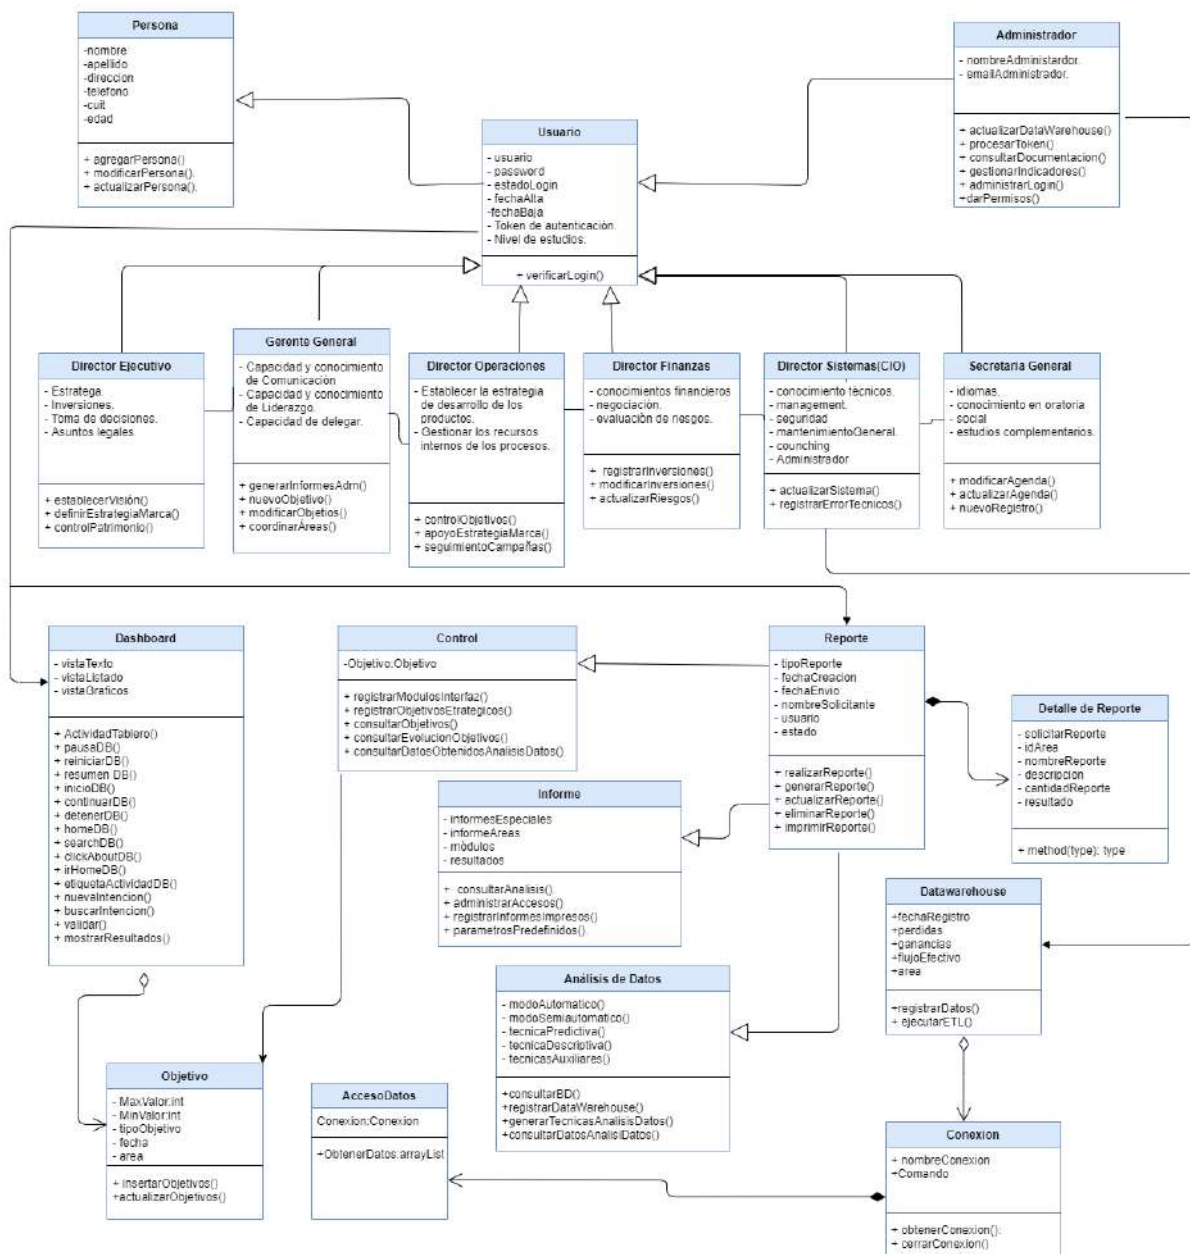 Persona
-nombre
-apellido
-direccion
-telefono
-cuit
-edad
+ agregarPersona()
+ modificarPersona().
+ actualizarPersona().
Administrador
- nombreAdministardor.
- emailAdministrador.
+ actualizarDataWarehouse()
+ procesarToken()
+ consultarDocumentacion()
+ gestionarIndicadores()
+ administrarLogin()
+darPermisos()
Usuario
- usuario
- password
- estadoLogin
- fechaAlta
-fechaBaja
- Token de autenticación.
- Nivel de estudios.
+ verificarLogin()
Director Ejecutivo
- Estratega.
- Inversiones.
- Toma de decisiones.
- Asuntos legales.
+ establecerVisión()
+ definirEstrategiaMarca()
+ controlPatrimonio()
Gerente General
- Capacidad y conocimiento
de Comunicación
- Capacidad y conocimiento
de Liderazgo.
- Capacidad de delegar.
+ generarInformesAdm()
+ nuevoObjetivo()
+ modificarObjetios()
+ coordinarAreas()
Director Operaciones
- Establecer la estrategia
de desarrollo de los
productos.
- Gestionar los recursos
internos de los procesos.
+ controlObjetivos()
+ apoyoEstrategiaMarca()
+ seguimientoCampañas()
Director Finanzas
- conocimientos financieros
- negociación.
- evaluación de riesgos.
+ registrarInversiones()
+ modificarInversiones()
+ actualizarRiesgos()
Director Sistemas(CIO)
- conocimiento técnicos.
- management.
- seguridad
- mantenimientoGeneral.
- counching
- Administrador
+ actualizarSistema()
+ registrarErrorTecnicos()
Secretaria General
- idiomas.
- conocimiento en oratoria
- social
- estudios complementarios.
+ modificarAgenda()
+ actualizarAgenda()
+ nuevoRegistro()
Dashboard
- vistaTexto
- vistaListado
- vistaGraficos
+ ActividadTablero()
+ pausaDB()
+ reiniciarDB()
+ resumen DB()
+ inicioDB()
+ continuarDB()
+ detenerDB()
+ homeDB()
+ searchDB()
+ clickAboutDB()
+ irHomeDB()
+ etiquetaActividadDB()
+ nuevaIntencion()
+ buscarIntencion()
+ validar()
+ mostrarResultados()
Control
-Objetivo:Objetivo
+ registrarModulosInterfaz()
+ registrarObjetivosEtrategicos()
+ consultarObjetivos()
+ consultarEvolucionObjetivos()
+ consultarDatosObtenidosAnalisisDatos()
Reporte
- tipoReporte
- fechaCreacion
- fechaEnvio
- nombreSolicitante
- usuario
- estado
+ realizarReporte()
+ generarReporte()
+ actualizarReporte()
+ eliminarReporte()
+ imprimirReporte()
Detalle de Reporte
- solicitarReporte
- idArea
- nombreReporte
- descripcion
- cantidadReporte
- resultado
+ method(type): type
Informe
- informesEspeciales
- informeAreas
- módulos
- resultados
+ consultarAnalisis()
+ administrarAccesos()
+ registrarInformesImpresos()
+ parametrosPredefinidos()
Datawarehouse
+fechaRegistro
+perdidas
+ganancias
+flujoEfectivo
+area
+registrarDatos()
+ ejecutarETL()
Análisis de Datos
- modoAutomatico()
- modoSemiautomatico()
- tecnicaPredictiva()
- tecnicaDescriptiva()
- tecnicasAuxiliares()
+consultarBD()
+registrarDataWarehouse()
+generarTecnicasAnalisisDatos()
+consultarDatosAnalisiDatos()
Objetivo
- MaxValor:int
- MinValor:int
- tipoObjetivo
- fecha
- area
+ insertarObjetivos()
+actualizarObjetivos()
AccesoDatos
Conexion:Conexion
+ObtenerDatos:arrayList
Conexion
+ nombreConexion
+Comando
+ obtenerConexion():
+ cerrarConexion()